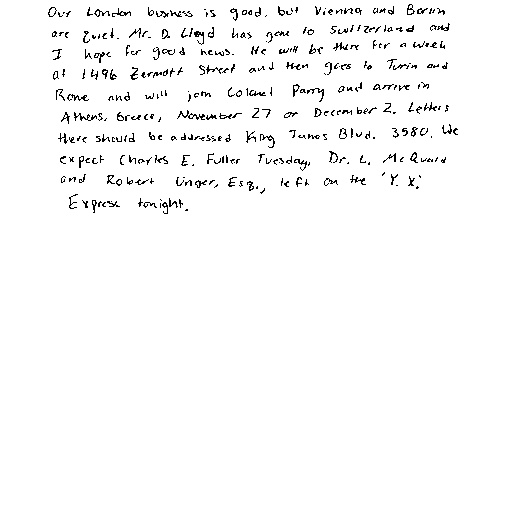 Our London business is good, but Vienna and Berlin
are quiet. Mr. D. Lloyd has gone to Switzerland and
I hope for good news. He will be there for a week
at 1496 Zermott Street and then goes to Turin and
Rome and will join Colonel Parry and arrive in
Athens, Greece, November 27 or December 2. Letters
there should be addressed King James Blvd. 3580. We
expect Charles E. Fuller Tuesday. Dr. L. McQuaid
and Robert Unger, Esq., left on the 'Y. X.'
Express tonight.